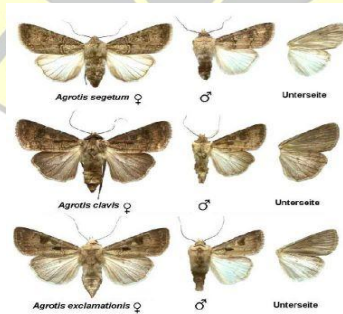 Agrotis segetum ♀ ♂ Unterseite
Agrotis clavis ♀ ♂ Unterseite
Agrotis exclamationis ♀ ♂ Unterseite